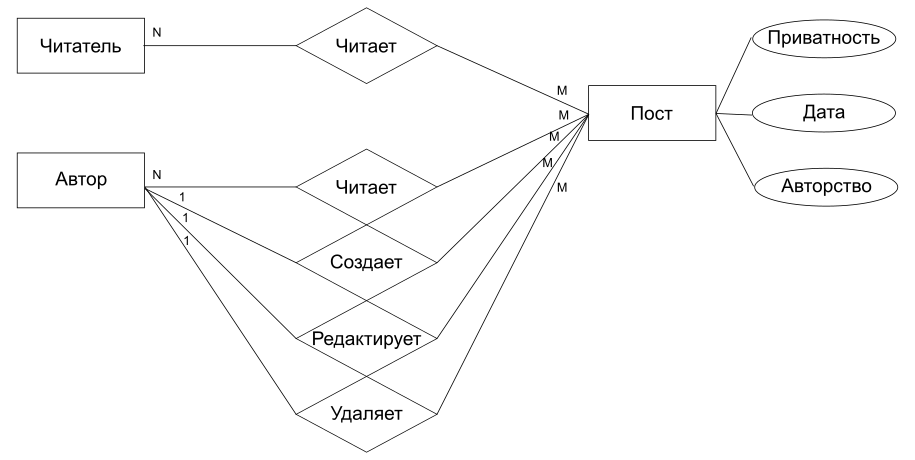 Читатель
N
Читает
M
Пост
Приватность
Дата
Авторство
Автор
N
Читает
M
1
Создает
M
1
Редактирует
M
1
Удаляет
M